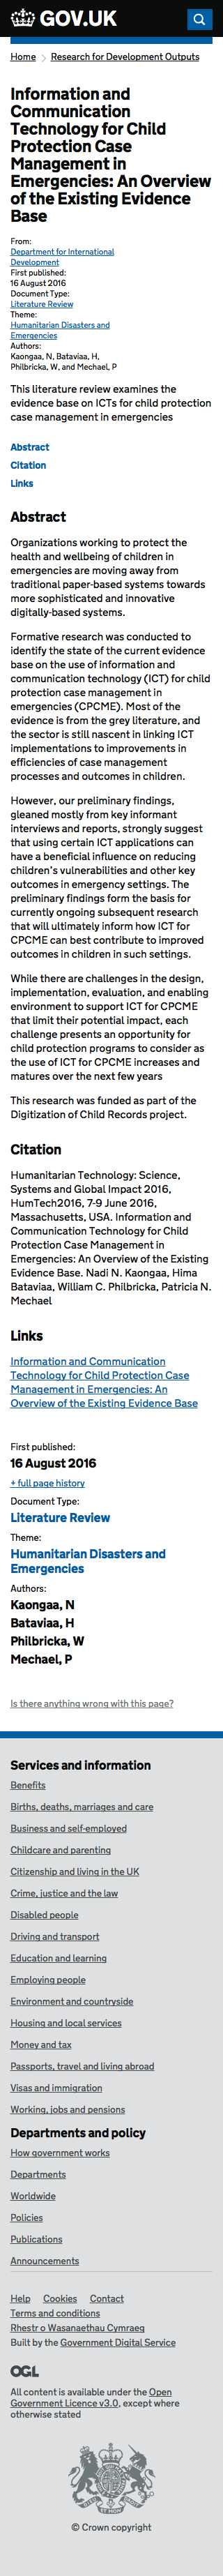 GOV.UK
Home > Research for Development Outputs
Information and
Communication
Technology for Child
Protection Case
Management in
Emergencies: An Overview
of the Existing Evidence
Base
From:
Department for International
Development
First published:
16 August 2016
Document Type:
Literature Review
Theme:
Humanitarian Disasters and
Emergencies
Authors:
Kaongaa, N, Bataviaa, H,
Philbricka, W, and Mechael, P
This literature review examines the
evidence base on ICTs for child protection
case management in emergencies
Abstract
Citation
Links
Abstract
Organizations working to protect the
health and wellbeing of children in
emergencies are moving away from
traditional paper-based systems towards
more sophisticated and innovative
digitally-based systems.
Formative research was conducted to
identify the state of the current evidence
base on the use of information and
communication technology (ICT) for child
protection case management in
emergencies (CPCME). Most of the
evidence is from the grey literature, and
the sector is still nascent in linking ICT
implementations to improvements in
efficiencies of case management
processes and outcomes in children.
However, our preliminary findings,
gleaned mostly from key informant
interviews and reports, strongly suggest
that using certain ICT applications can
have a beneficial influence on reducing
children's vulnerabilities and other key
outcomes in emergency settings. The
preliminary findings form the basis for
currently ongoing subsequent research
that will ultimately inform how ICT for
CPCME can best contribute to improved
outcomes in children in such settings.
While there are challenges in the design,
implementation, evaluation, and enabling
environment to support ICT for CPCME
that limit their potential impact, each
challenge presents an opportunity for
child protection programs to consider as
the use of ICT for CPCME increases and
matures over the next few years
This research was funded as part of the
Digitization of Child Records project.
Citation
Humanitarian Technology: Science,
Systems and Global Impact 2016,
HumTech2016, 7-9 June 2016,
Massachusetts, USA. Information and
Communication Technology for Child
Protection Case Management in
Emergencies: An Overview of the Existing
Evidence Base. Nadi N. Kaongaa, Hima
Bataviaa, William C. Philbricka, Patricia N.
Mechael
Links
Information and Communication
Technology for Child Protection Case
Management in Emergencies: An
Overview of the Existing Evidence Base
First published:
16 August 2016
+ full page history
Document Type:
Literature Review
Theme:
Humanitarian Disasters and
Emergencies
Authors:
Kaongaa, N
Bataviaa, H
Philbricka, W
Mechael, P
Is there anything wrong with this page?
Services and information
Benefits
Births, deaths, marriages and care
Business and self-employed
Childcare and parenting
Citizenship and living in the UK
Crime, justice and the law
Disabled people
Driving and transport
Education and learning
Employing people
Environment and countryside
Housing and local services
Money and tax
Passports, travel and living abroad
Visas and immigration
Working, jobs and pensions
Departments and policy
How government works
Departments
Worldwide
Policies
Publications
Announcements
Help Cookies Contact
Terms and conditions
Rhestr o Wasanaethau Cymraeg
Built by the Government Digital Service
OGL
All content is available under the Open
Government Licence v3.0, except where
otherwise stated
© Crown copyright